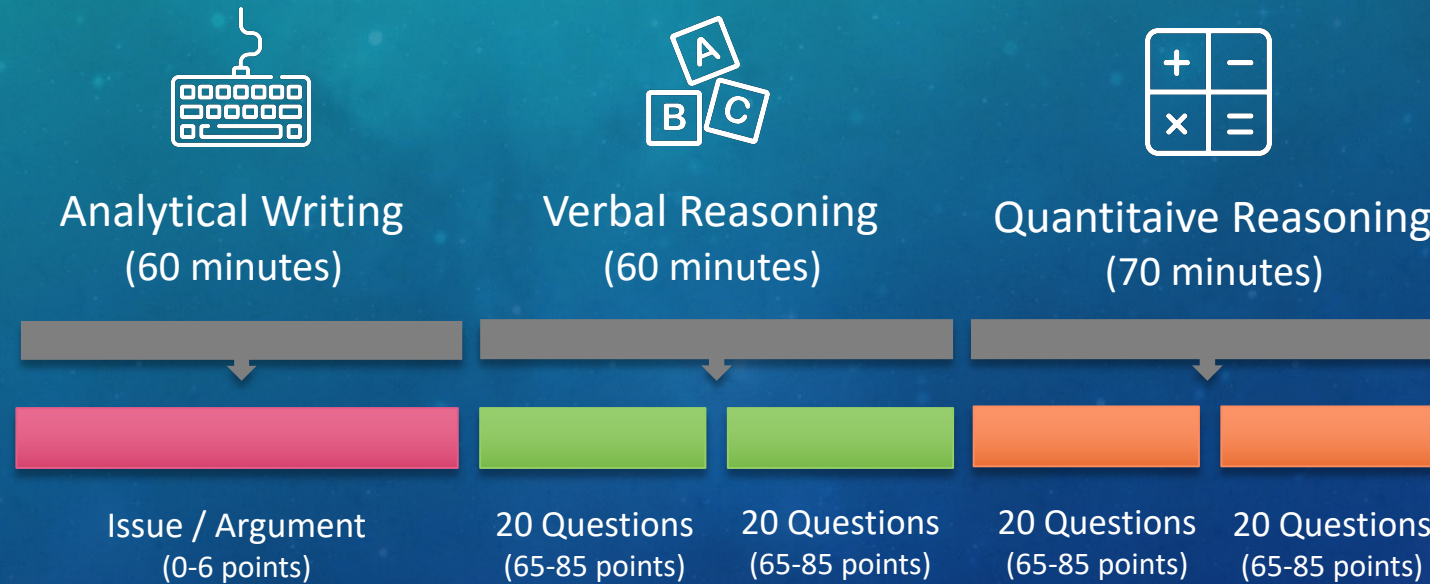 A
B
C
Analytical Writing
(60 minutes)
Verbal Reasoning
(60 minutes)
Quantitaive Reasoning
(70 minutes)
Issue / Argument
(0-6 points)
20 Questions
(65-85 points)
20 Questions
(65-85 points)
20 Questions
(65-85 points)
20 Questions
(65-85 points)